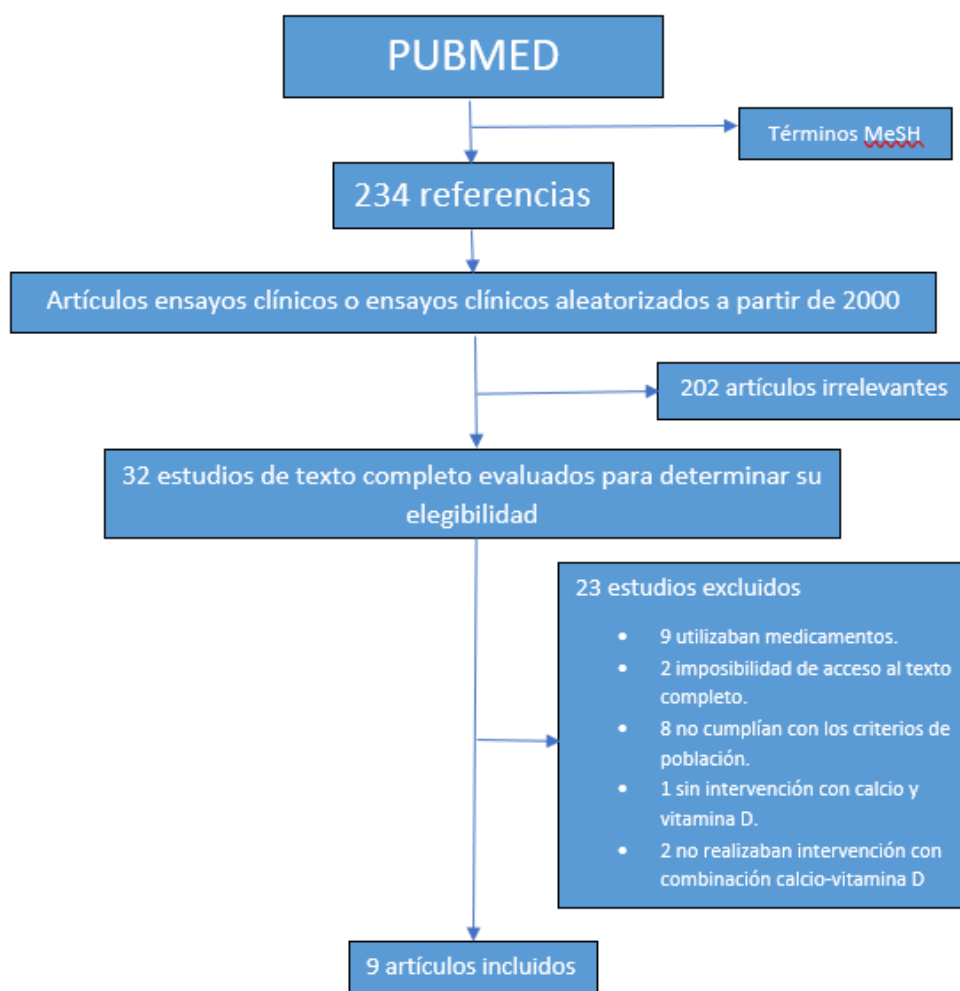 PUBMED
Términos MeSH
234 referencias
Artículos ensayos clínicos o ensayos clínicos aleatorizados a partir de 2000
202 artículos irrelevantes
32 estudios de texto completo evaluados para determinar su
elegibilidad
23 estudios excluidos
• 9 utilizaban medicamentos.
• 2 imposibilidad de acceso al texto
completo.
• 8 no cumplían con los criterios de
población.
• 1 sin intervención con calcio y
vitamina D.
• 2 no realizaban intervención con
combinación calcio-vitamina D
9 artículos incluidos